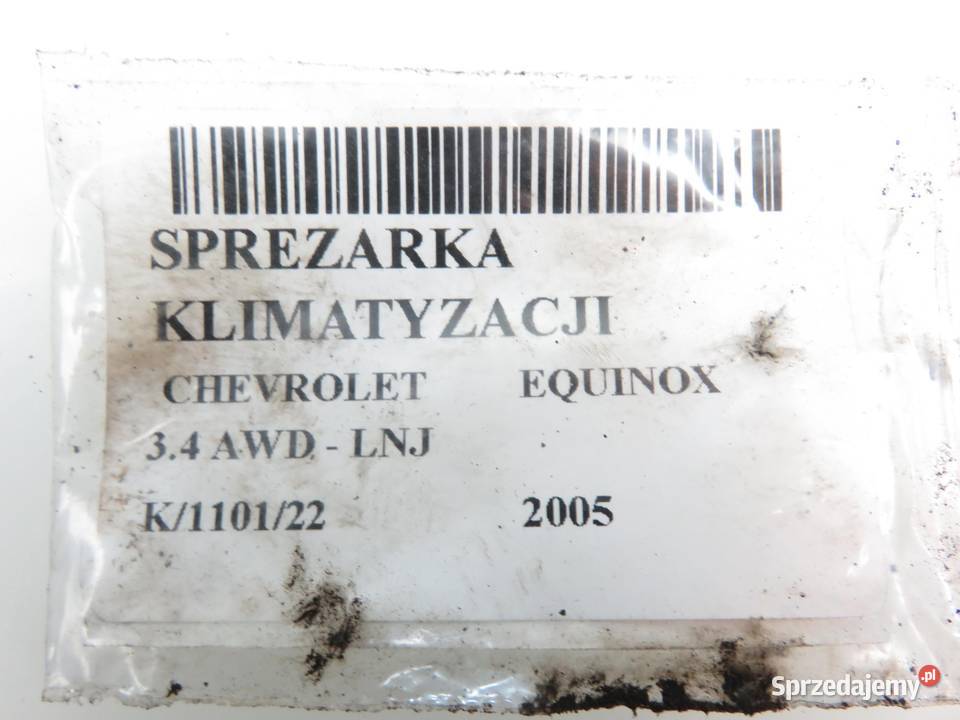 SPREZARKA
KLIMATYZACJI
CHEVROLET EQUINOX
3.4 AWD - LNJ
K/1101/22 2005
Sprzedajemy.pl